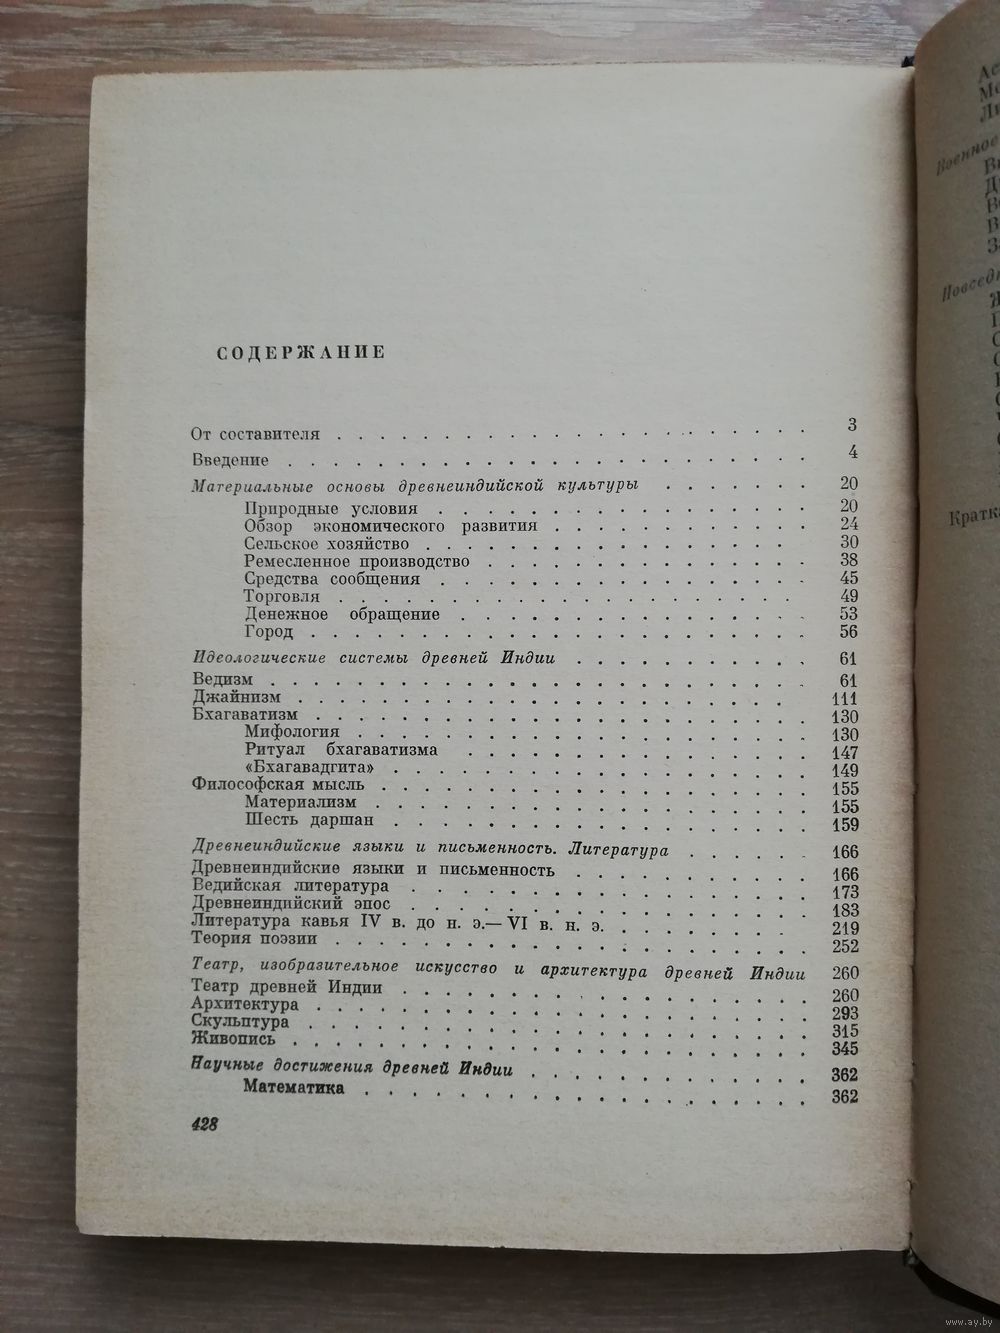 СОДЕРЖАНИЕ
От составителя . . . . . . . . . . . . . . . . . 3
Введение . . . . . . . . . . . . . . . . . . . 4
Материальные основы древнеиндийской культуры . . . . . . 20
Природные условия . . . . . . . . . . . . . 20
Обзор экономического развития . . . . . . . . . 24
Сельское хозяйство . . . . . . . . . . . . . 30
Ремесленное производство . . . . . . . . . . . 38
Средства сообщения . . . . . . . . . . . . . 45
Торговля . . . . . . . . . . . . . . . . . 49
Денежное обращение . . . . . . . . . . . . 53
Город . . . . . . . . . . . . . . . . . . 56
Идеологические системы древней Индии . . . . . . . . . 61
Ведизм . . . . . . . . . . . . . . . . . . . 61
Джайнизм . . . . . . . . . . . . . . . . . . 111
Бхагаватизм . . . . . . . . . . . . . . . . . 130
Мифология . . . . . . . . . . . . . . . . 130
Ритуал бхагаватизма . . . . . . . . . . . . 147
«Бхагавадгита» . . . . . . . . . . . . . . 149
Философская мысль . . . . . . . . . . . . . . 155
Материализм . . . . . . . . . . . . . . . 155
Шесть даршан . . . . . . . . . . . . . . 159
Древнеиндийские языки и письменность. Литература . . . . . 166
Древнеиндийские языки и письменность . . . . . . . . 166
Ведийская литература . . . . . . . . . . . . . 173
Древнеиндийский эпос . . . . . . . . . . . . . 183
Литература кавья IV в. до н. э.— VI в. н. э. . . . . . . . 219
Теория поэзии . . . . . . . . . . . . . . . . 252
Театр, изобразительное искусство и архитектура древней Индии 260
Театр древней Индии . . . . . . . . . . . . . . 260
Архитектура . . . . . . . . . . . . . . . . . 293
Скульптура . . . . . . . . . . . . . . . . . 315
Живопись . . . . . . . . . . . . . . . . . . 345
Научные достижения древней Индии . . . . . . . . . . 362
Математика . . . . . . . . . . . . . . . . 362
428
Военное
Кратка
www.ay.by